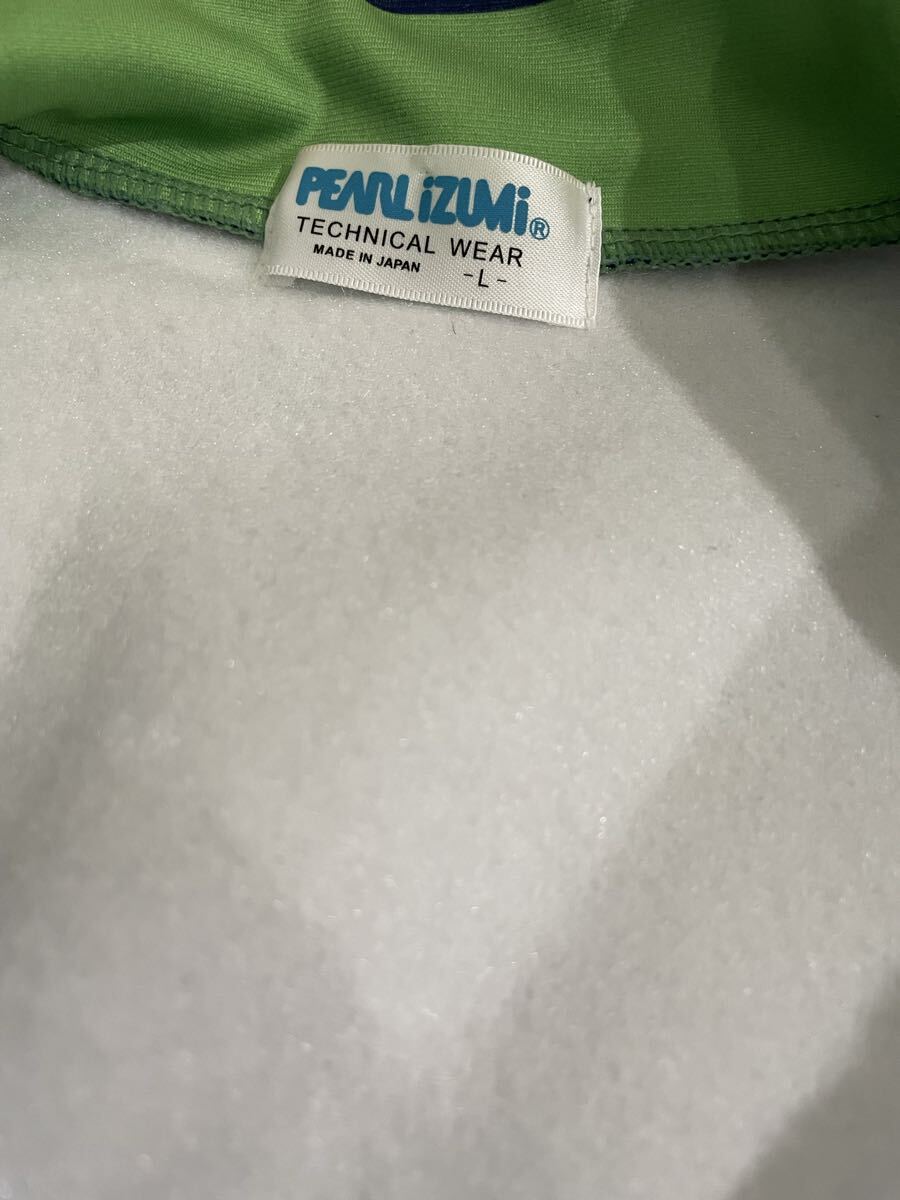 PEARL iZUMi®
TECHNICAL WEAR
MADE IN JAPAN
-L-